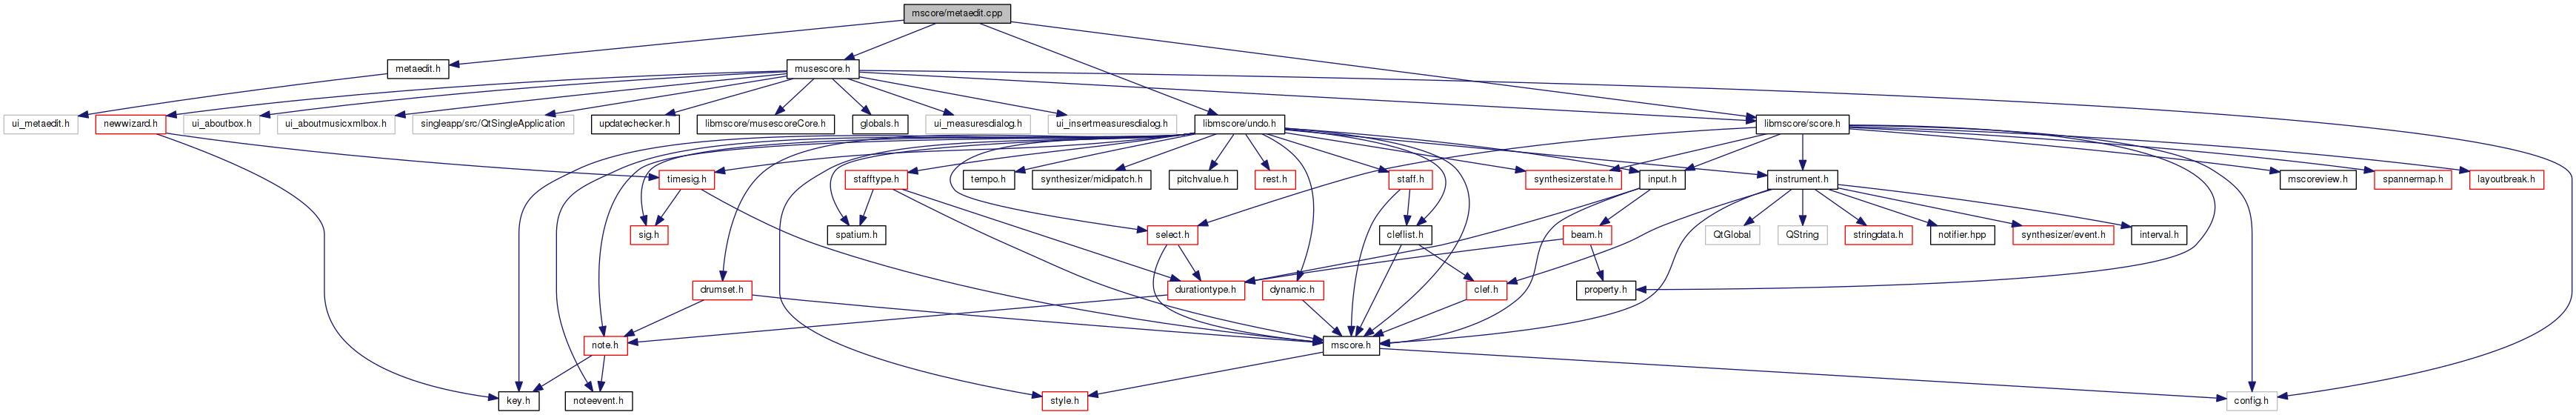 mscore/metaedit.cpp
metaedit.h
musescore.h
ui_metaedit.h
newwizard.h
ui_aboutbox.h
ui_aboutmusicxmlbox.h
singleapp/src/QtSingleApplication
updatechecker.h
libmscore/musescoreCore.h
globals.h
ui_measuresdialog.h
ui_insertmeasuresdialog.h
libmscore/undo.h
libmscore/score.h
timesig.h
stafftype.h
tempo.h
synthesizer/midipatch.h
pitchvalue.h
rest.h
staff.h
synthesizerstate.h
input.h
instrument.h
mscoreview.h
spannermap.h
layoutbreak.h
sig.h
spatium.h
select.h
cleflist.h
beam.h
QtGlobal
QString
stringdata.h
notifier.hpp
synthesizer/event.h
interval.h
drumset.h
durationtype.h
dynamic.h
clef.h
property.h
note.h
mscore.h
key.h
noteevent.h
style.h
config.h